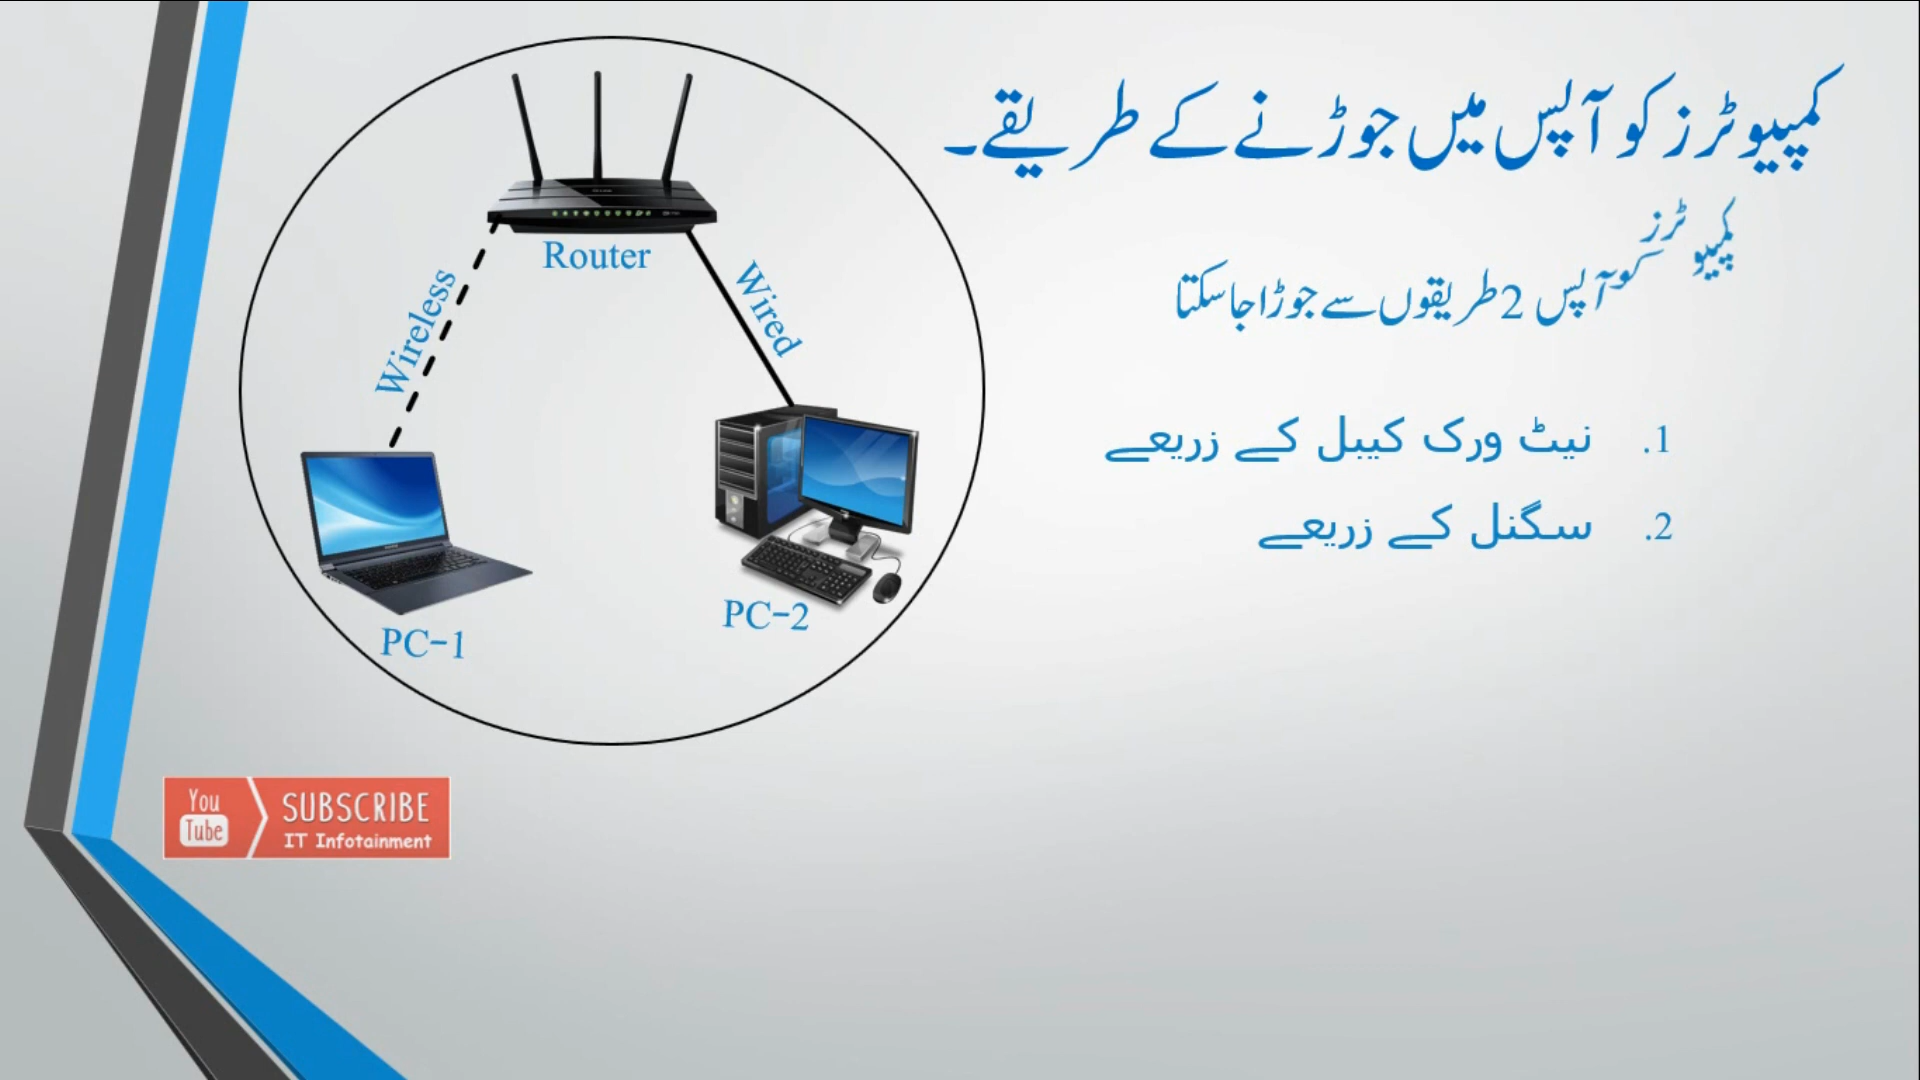 کمپیوٹرز کو آپس میں جوڑنے کے طریقے۔
کمپیوٹرز کو آپس 2 طریقوں سے جوڑا جا سکتا
1. نیٹ ورک کیبل کے زریعے
2. سگنل کے زریعے
Router
Wireless
Wired
PC-1
PC-2
You Tube
SUBSCRIBE
IT Infotainment